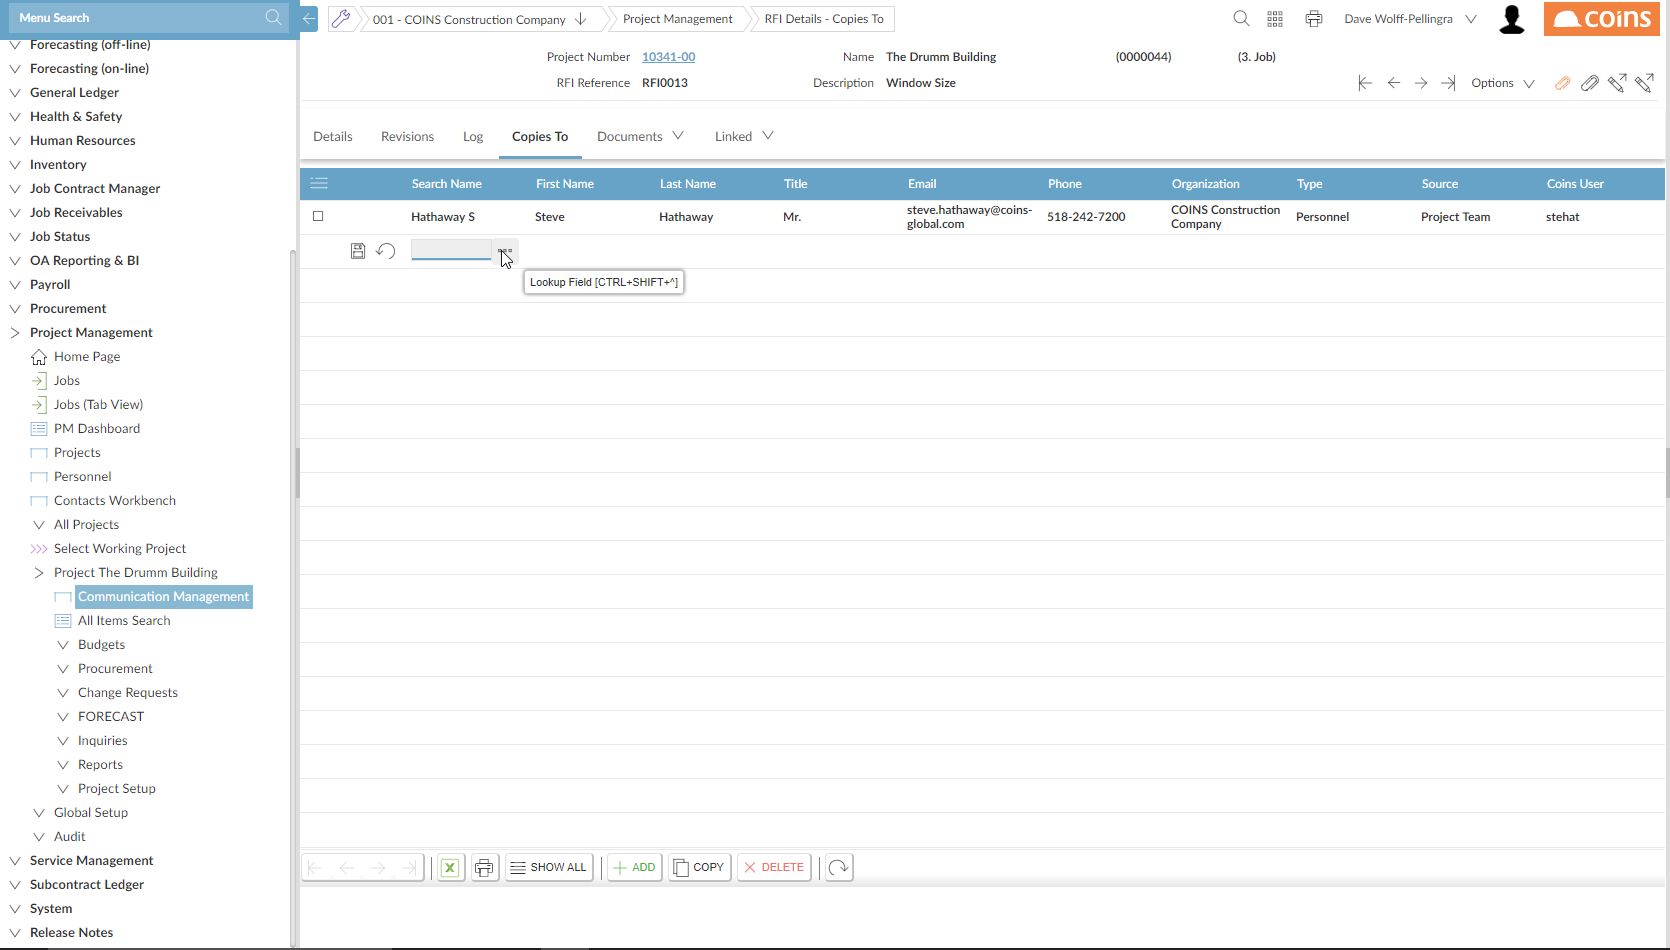 Menu Search
001 - COINS Construction Company
Project Management
RFI Details - Copies To
Dave Wolff-Pellingra
coins
Project Number 10341-00
Name The Drumm Building
(0000044)
(3. Job)
RFI Reference RFI0013
Description Window Size
Options
Details
Revisions
Log
Copies To
Documents
Linked
Search Name First Name Last Name Title Email Phone Organization Type Source Coins User
Hathaway S Steve Hathaway Mr. steve.hathaway@coins- 518-242-7200 COINS Construction Personnel Project Team stehat
global.com Company
Lookup Field [CTRL+SHIFT+^]
Forecasting (off-line)
Forecasting (on-line)
General Ledger
Health & Safety
Human Resources
Inventory
Job Contract Manager
Job Receivables
Job Status
OA Reporting & BI
Payroll
Procurement
Project Management
Home Page
Jobs
Jobs (Tab View)
PM Dashboard
Projects
Personnel
Contacts Workbench
All Projects
Select Working Project
Project The Drumm Building
Communication Management
All Items Search
Budgets
Procurement
Change Requests
FORECAST
Inquiries
Reports
Project Setup
Global Setup
Audit
Service Management
Subcontract Ledger
System
Release Notes
SHOW ALL
ADD
COPY
DELETE